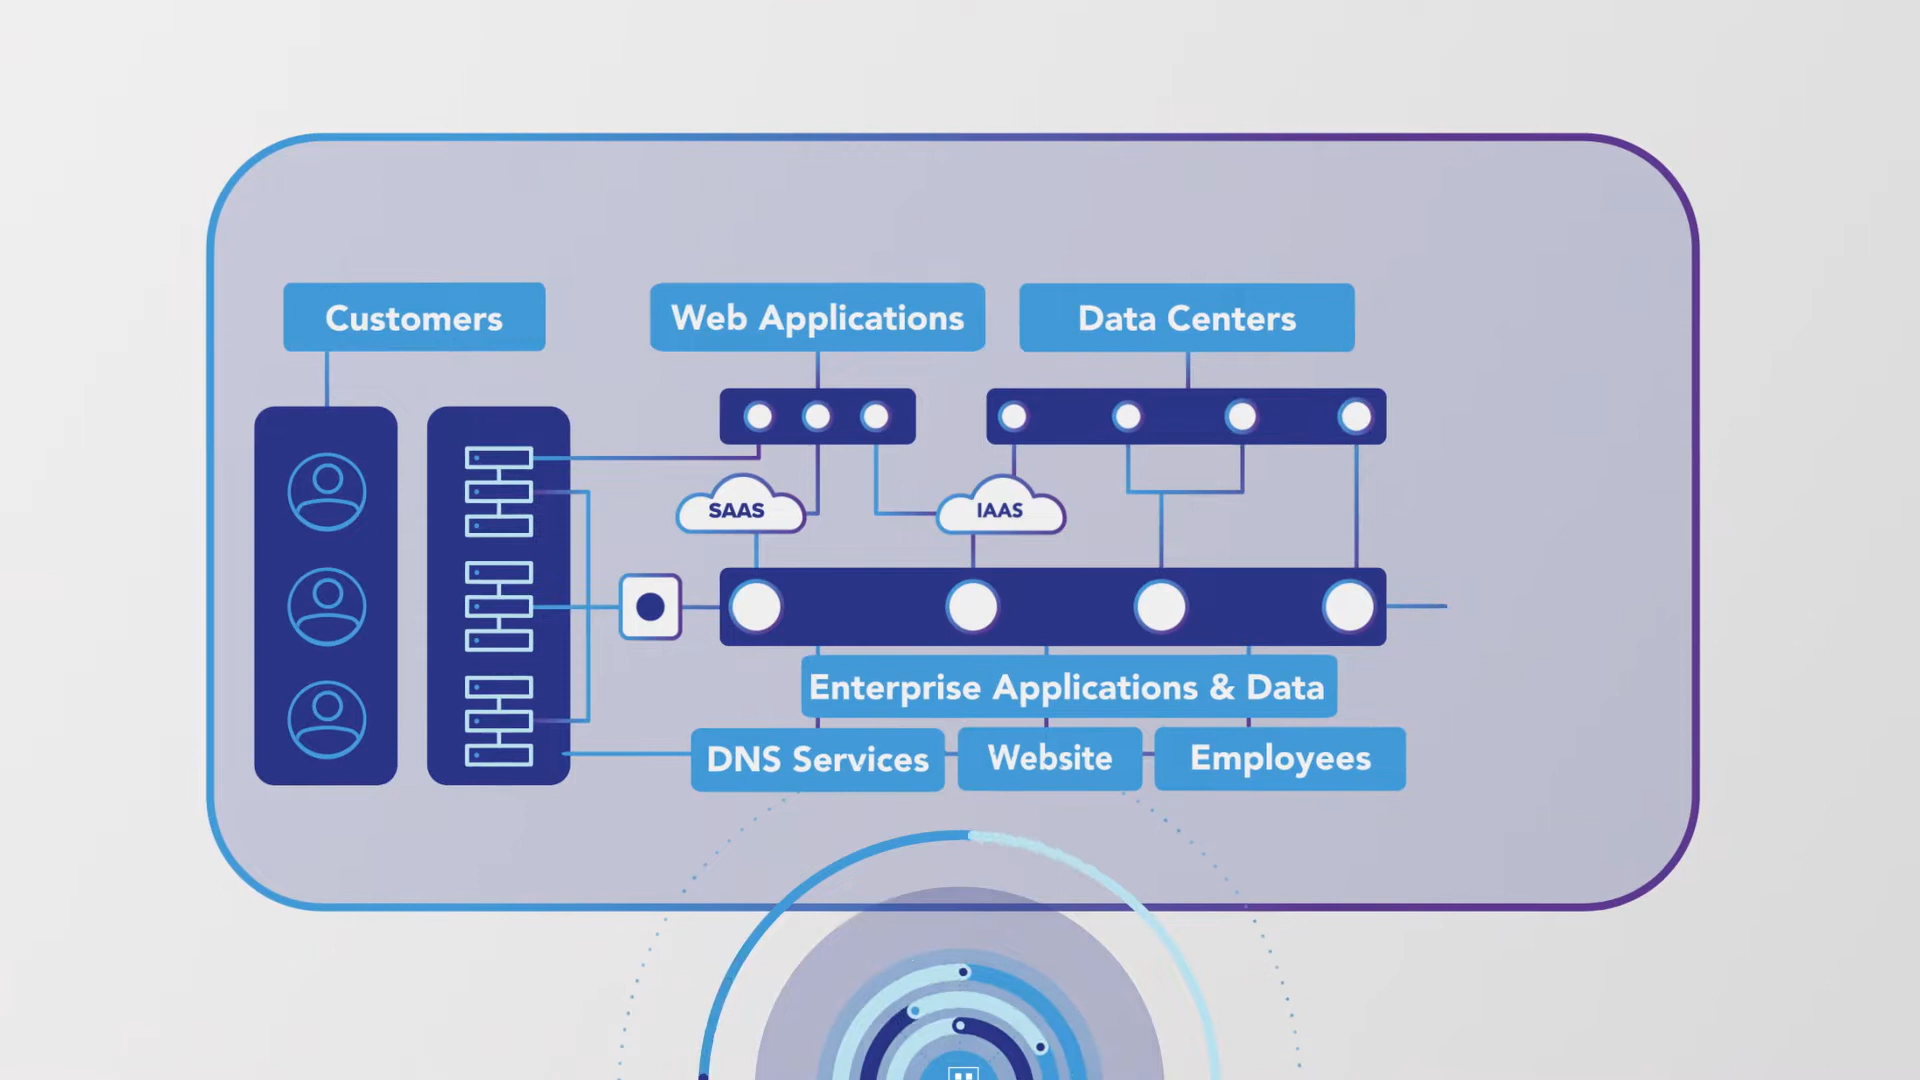 Customers
Web Applications
Data Centers
SAAS
IAAS
Enterprise Applications & Data
DNS Services
Website
Employees